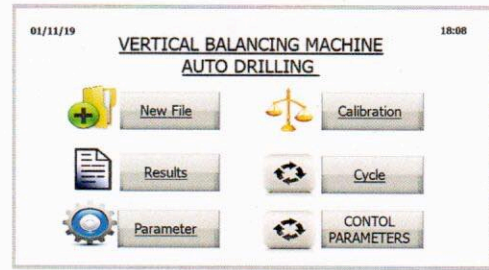 01/11/19
18:08
VERTICAL BALANCING MACHINE
AUTO DRILLING
New File
Calibration
Results
Cycle
Parameter
CONTOL
PARAMETERS